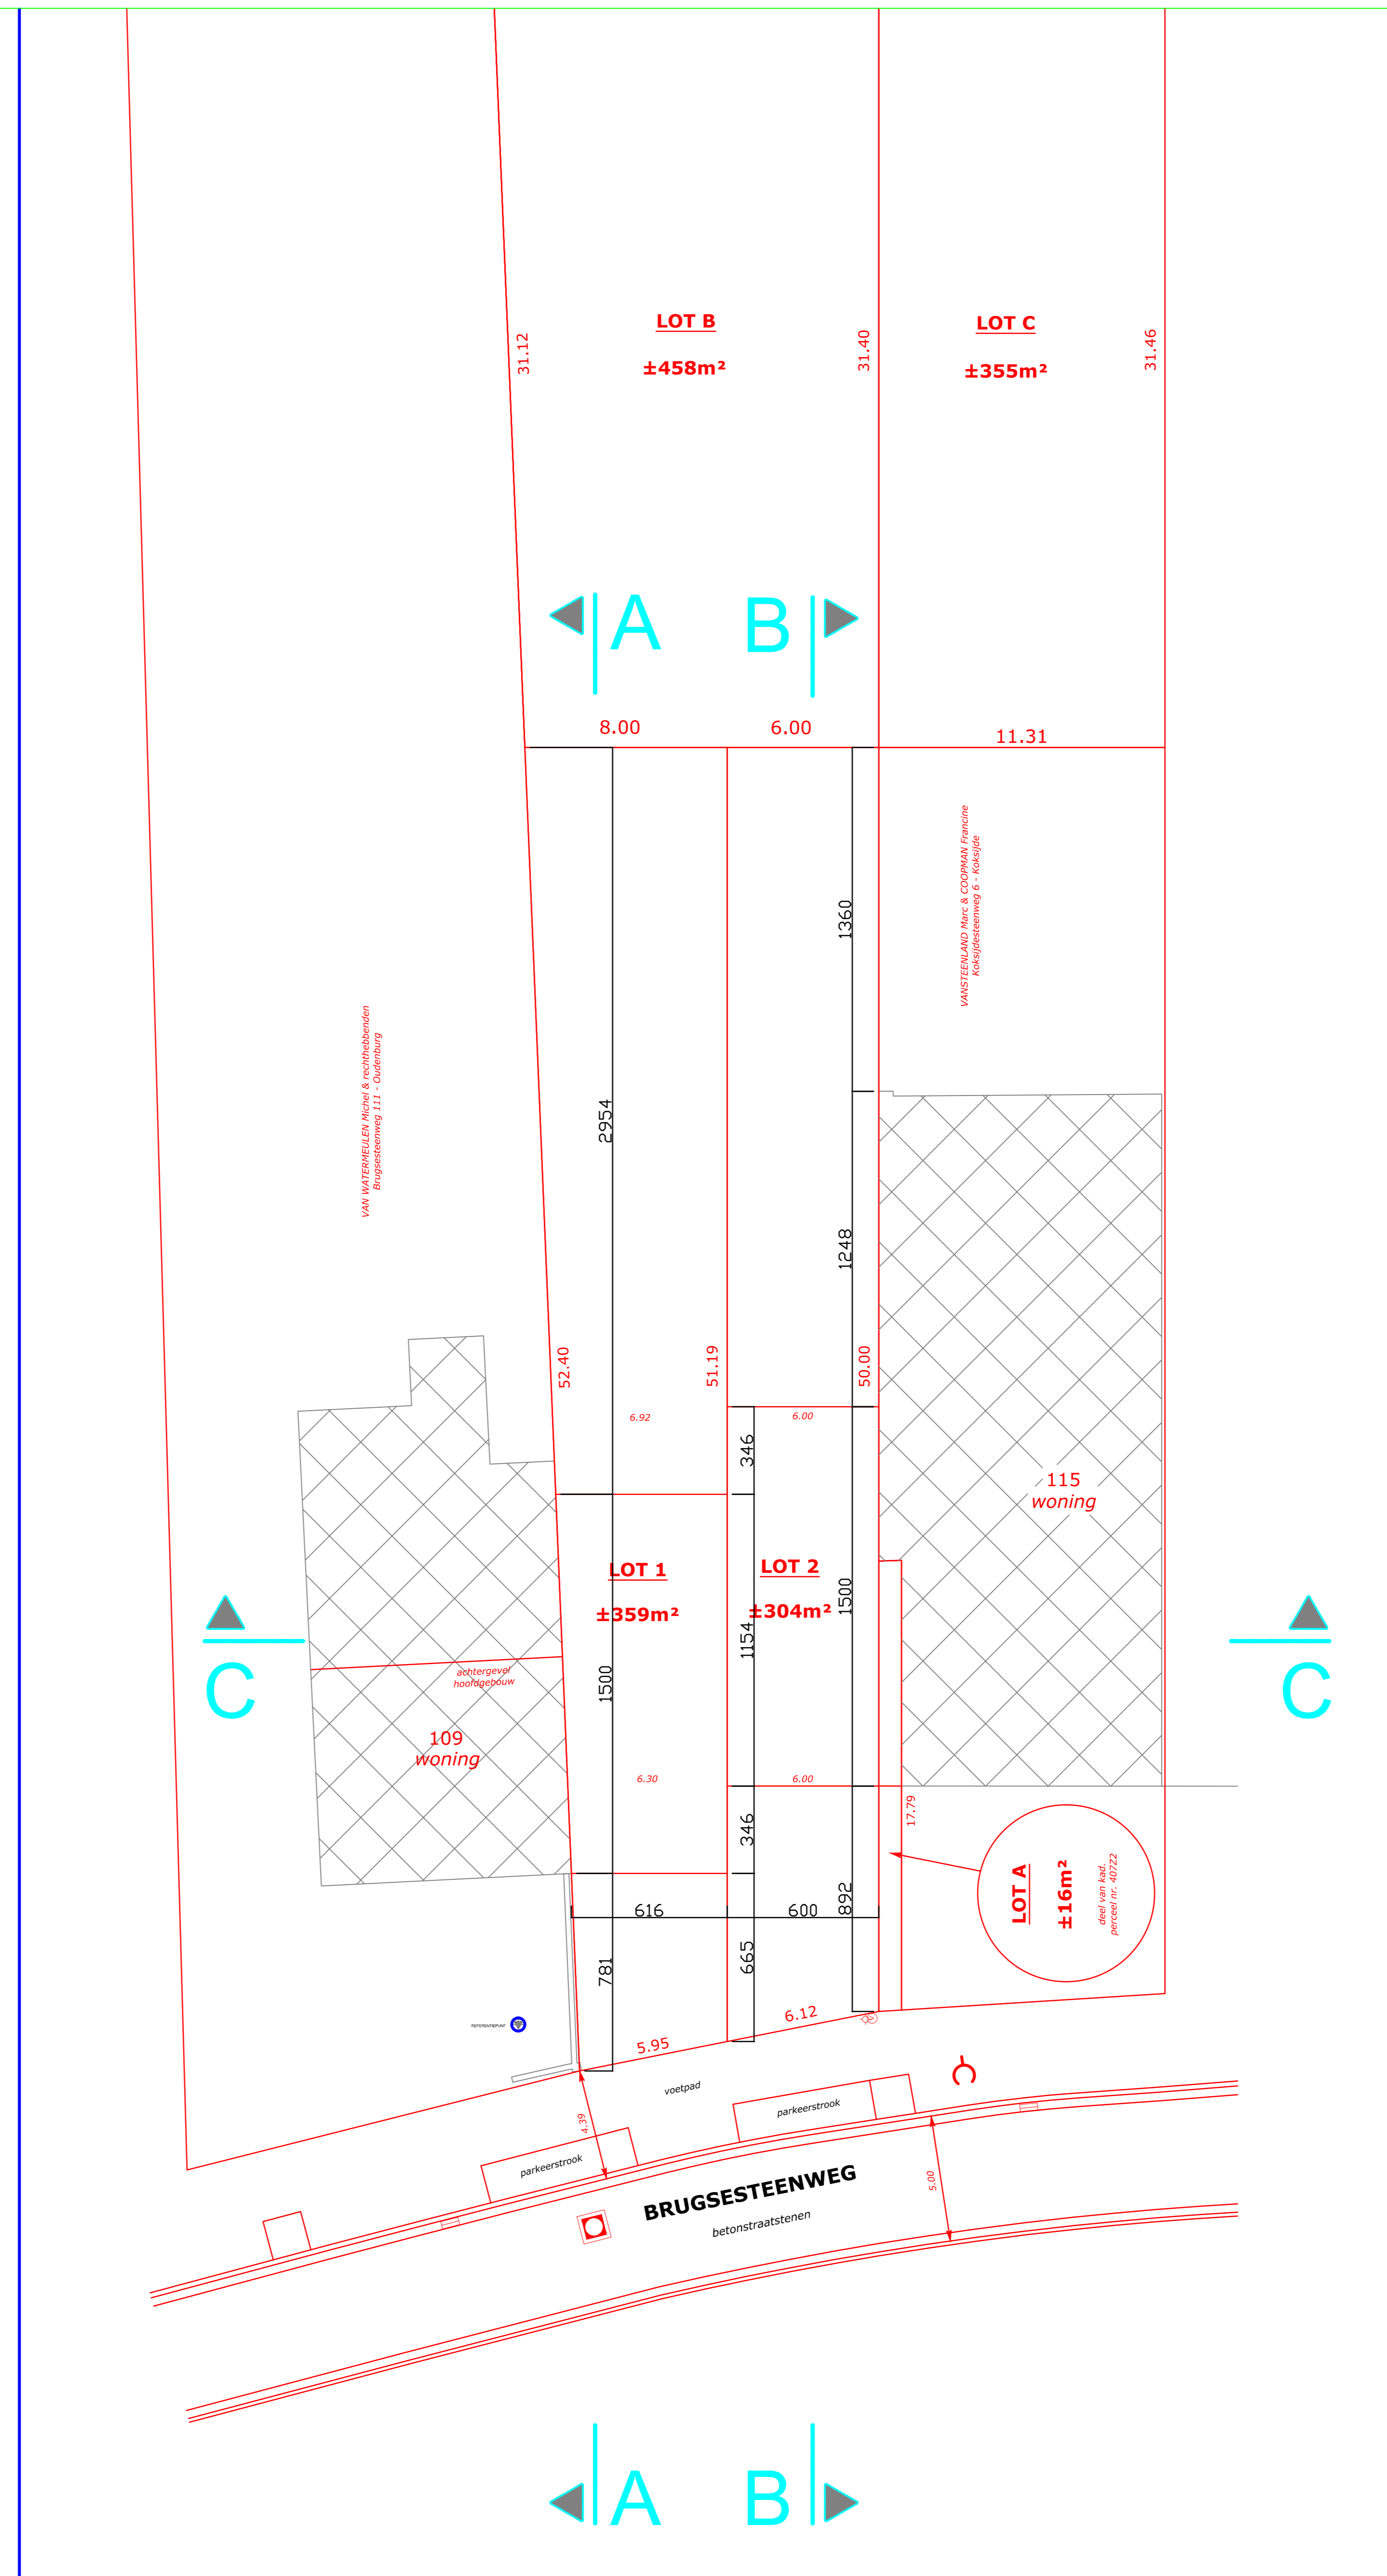 LOT B
±458m²
LOT C
±355m²
31.12
31.40
31.46
A
B
8.00
6.00
11.31
1360
VANSTEENLAND Marc & COOPMAN Francine
Koksijdesteenweg 6 - Koksijde
VAN WATERMEULEN Michel & rechthebbenden
Brugsesteenweg 111 - Oudenburg
2954
1248
52.40
51.19
50.00
6.92
6.00
346
115
woning
LOT 1
±359m²
LOT 2
±304m²
1500
1154
1500
C
C
achtergevel
hoofdgebouw
109
woning
6.30
6.00
17.79
346
LOT A
±16m²
deel van kad.
perceel nr. 407Z2
892
616
600
665
781
REFERENTIEPUNT
5.95
6.12
voetpad
4.39
parkeerstrook
parkeerstrook
BRUGSESTEENWEG
betonstraatstenen
5.00
A
B